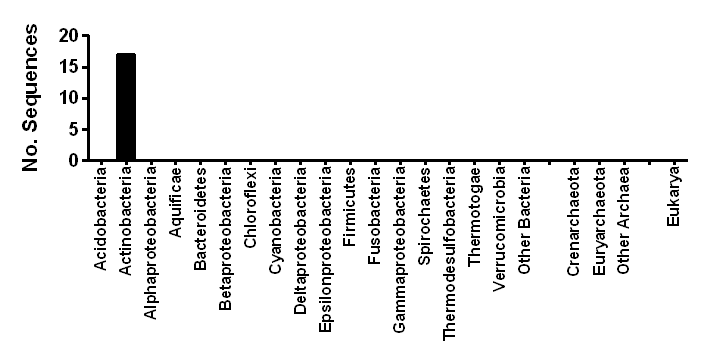 No. Sequences
20
15
10
5
0
Acidobacteria
Actinobacteria
Alphaproteobacteria
Aquificae
Bacteroidetes
Betaproteobacteria
Chloroflexi
Cyanobacteria
Deltaproteobacteria
Epsilonproteobacteria
Firmicutes
Fusobacteria
Gammaproteobacteria
Spirochaetes
Thermodesulfobacteria
Thermotogae
Verrucomicrobia
Other Bacteria
Crenarchaeota
Euryarchaeota
Other Archaea
Eukarya